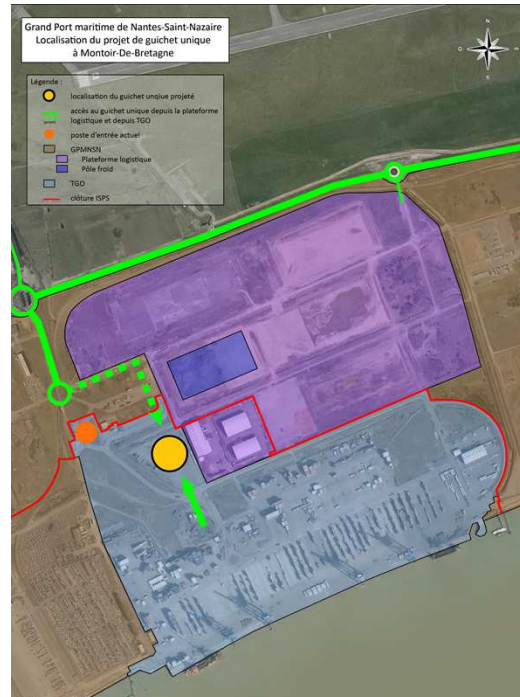 Grand Port maritime de Nantes-Saint-Nazaire
Localisation du projet de guichet unique
à Montoir-De-Bretagne
N
O
E
S
Légende :
localisation du guichet unqiue projeté
accès au guichet unique depuis la plateforme
logistique et depuis TGO
poste d'entrée actuel
GPMNSN
Plateforme logistique
Pôle froid
TGO
clôture ISPS